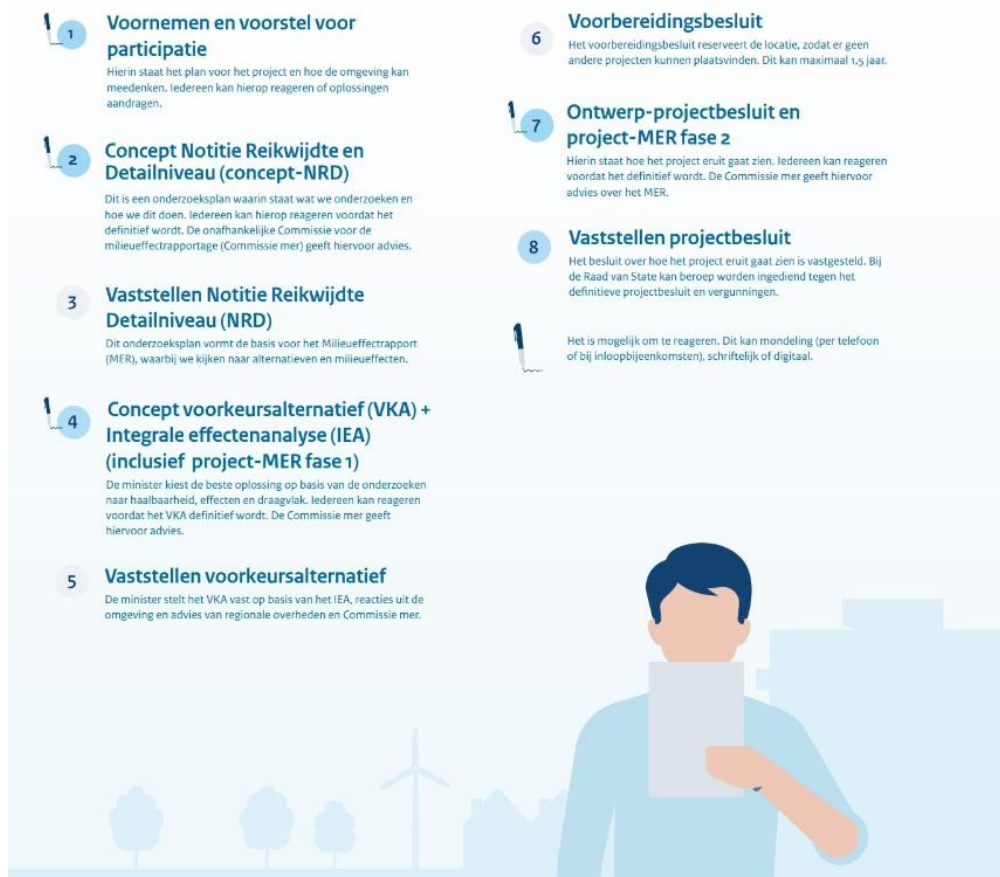 1
Voornemen en voorstel voor
participatie
Hierin staat het plan voor het project en hoe de omgeving kan
meedenken. Iedereen kan hierop reageren of oplossingen
aandragen.
2
Concept Notitie Reikwijdte en
Detailniveau (concept-NRD)
Dit is een onderzoeksplan waarin staat wat we onderzoeken en
hoe we dit doen. Iedereen kan hierop reageren voordat het
definitief wordt. De onafhankelijke Commissie voor de
milieueffectrapportage (Commissie mer) geeft hiervoor advies.
3
Vaststellen Notitie Reikwijdte
Detailniveau (NRD)
Dit onderzoeksplan vormt de basis voor het Milieueffectrapport
(MER), waarbij we kijken naar alternatieven en milieueffecten.
4
Concept voorkeursalternatief (VKA) +
Integrale effectenanalyse (IEA)
(inclusief project-MER fase 1)
De minister kiest de beste oplossing op basis van de onderzoeken
naar haalbaarheid, effecten en draagvlak. Iedereen kan reageren
voordat het VKA definitief wordt. De Commissie mer geeft
hiervoor advies.
5
Vaststellen voorkeursalternatief
De minister stelt het VKA vast op basis van het IEA, reacties uit de
omgeving en advies van regionale overheden en Commissie mer.
6
Voorbereidingsbesluit
Het voorbereidingsbesluit reserveert de locatie, zodat er geen
andere projecten kunnen plaatsvinden. Dit kan maximaal 1,5 jaar.
7
Ontwerp-projectbesluit en
project-MER fase 2
Hierin staat hoe het project eruit gaat zien. Iedereen kan reageren
voordat het definitief wordt. De Commissie mer geeft hiervoor
advies over het MER.
8
Vaststellen projectbesluit
Het besluit over hoe het project eruit gaat zien is vastgesteld. Bij
de Raad van State kan beroep worden ingediend tegen het
definitieve projectbesluit en vergunningen.
Het is mogelijk om te reageren. Dit kan mondeling (per telefoon
of bij inloopbijeenkomsten), schriftelijk of digitaal.